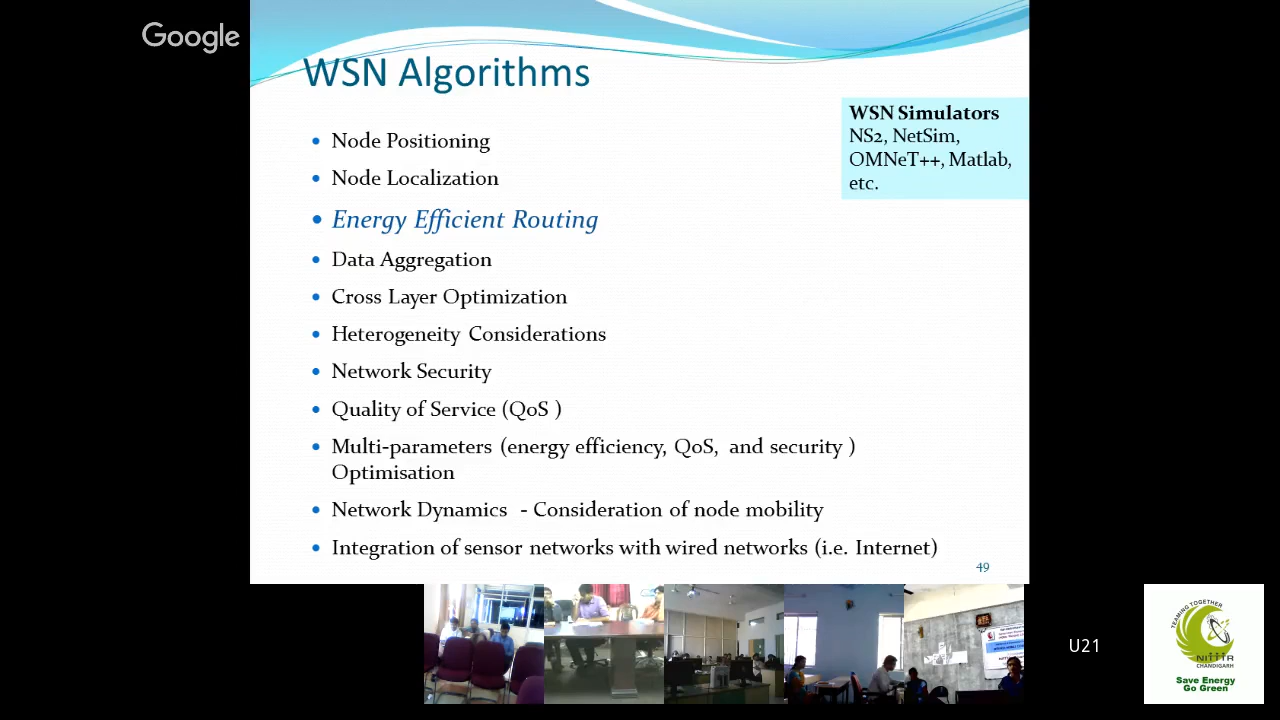 Google
WSN Algorithms
WSN Simulators
NS2, NetSim,
OMNeT++, Matlab,
etc.
• Node Positioning
• Node Localization
• Energy Efficient Routing
• Data Aggregation
• Cross Layer Optimization
• Heterogeneity Considerations
• Network Security
• Quality of Service (QoS )
• Multi-parameters (energy efficiency, QoS, and security )
Optimisation
• Network Dynamics - Consideration of node mobility
• Integration of sensor networks with wired networks (i.e. Internet)
49
U21
TEAMING TOGETHER
NITTTR
CHANDIGARH
Save Energy
Go Green